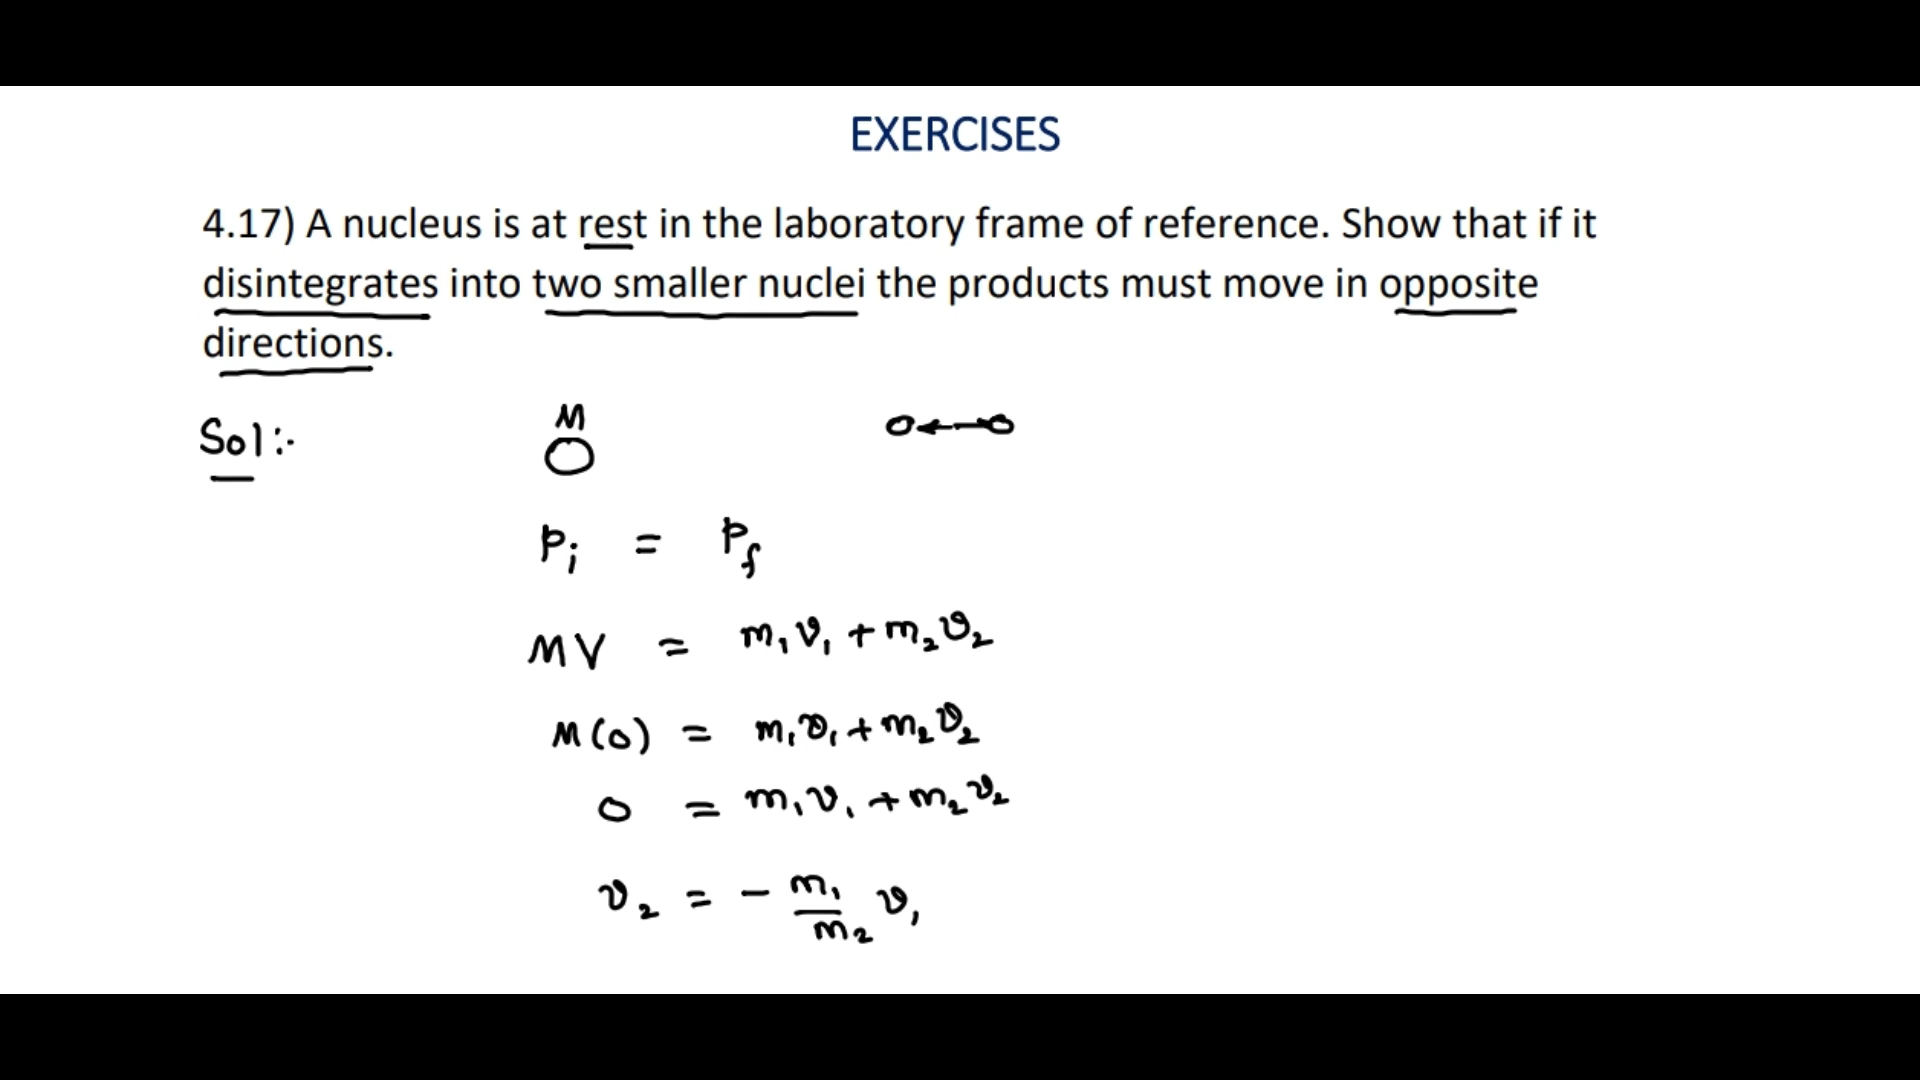 EXERCISES
4.17) A nucleus is at rest in the laboratory frame of reference. Show that if it
disintegrates into two smaller nuclei the products must move in opposite
directions.
Sol:-
M
Pi = Pf
MV = m₁v₁ + m₂v₂
M(0) = m₁v₁ + m₂v₂
0 = m₁v₁ + m₂v₂
v₂ = - m₁/m₂ v₁